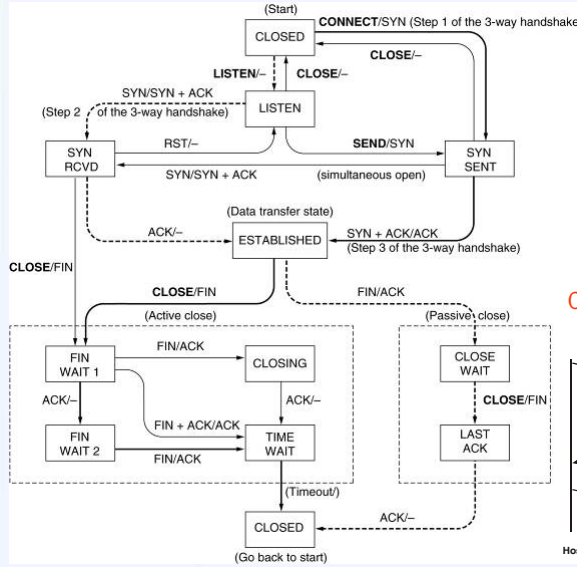 (Start)
CLOSED
CONNECT/SYN (Step 1 of the 3-way handshake
CLOSE/–
LISTEN/–
CLOSE/–
SYN/SYN + ACK
LISTEN
(Step 2 of the 3-way handshake)
RST/–
SEND/SYN
SYN
RCVD
SYN
SENT
SYN/SYN + ACK
(simultaneous open)
(Data transfer state)
ACK/–
ESTABLISHED
SYN + ACK/ACK
(Step 3 of the 3-way handshake)
CLOSE/FIN
CLOSE/FIN
FIN/ACK
(Active close)
(Passive close)
FIN
WAIT 1
FIN/ACK
CLOSING
CLOSE
WAIT
ACK/–
ACK/–
CLOSE/FIN
FIN + ACK/ACK
FIN
WAIT 2
FIN/ACK
TIME
WAIT
LAST
ACK
(Timeout/)
CLOSED
ACK/–
(Go back to start)